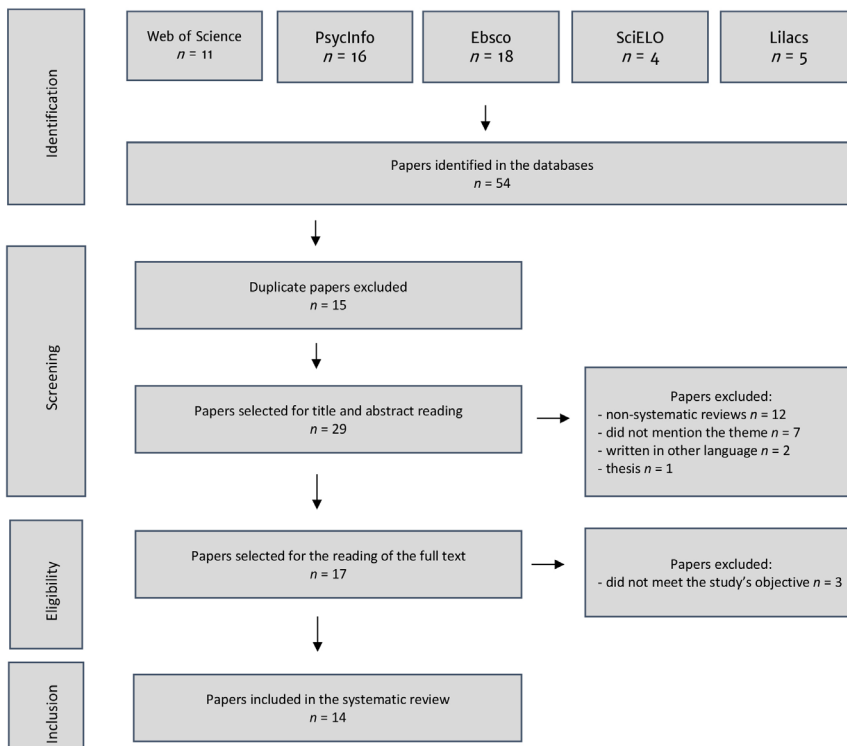 Identification
Web of Science
n = 11
PsycInfo
n = 16
Ebsco
n = 18
SciELO
n = 4
Lilacs
n = 5
Papers identified in the databases
n = 54
Screening
Duplicate papers excluded
n = 15
Papers selected for title and abstract reading
n = 29
Papers excluded:
- non-systematic reviews n = 12
- did not mention the theme n = 7
- written in other language n = 2
- thesis n = 1
Eligibility
Papers selected for the reading of the full text
n = 17
Papers excluded:
- did not meet the study's objective n = 3
Inclusion
Papers included in the systematic review
n = 14